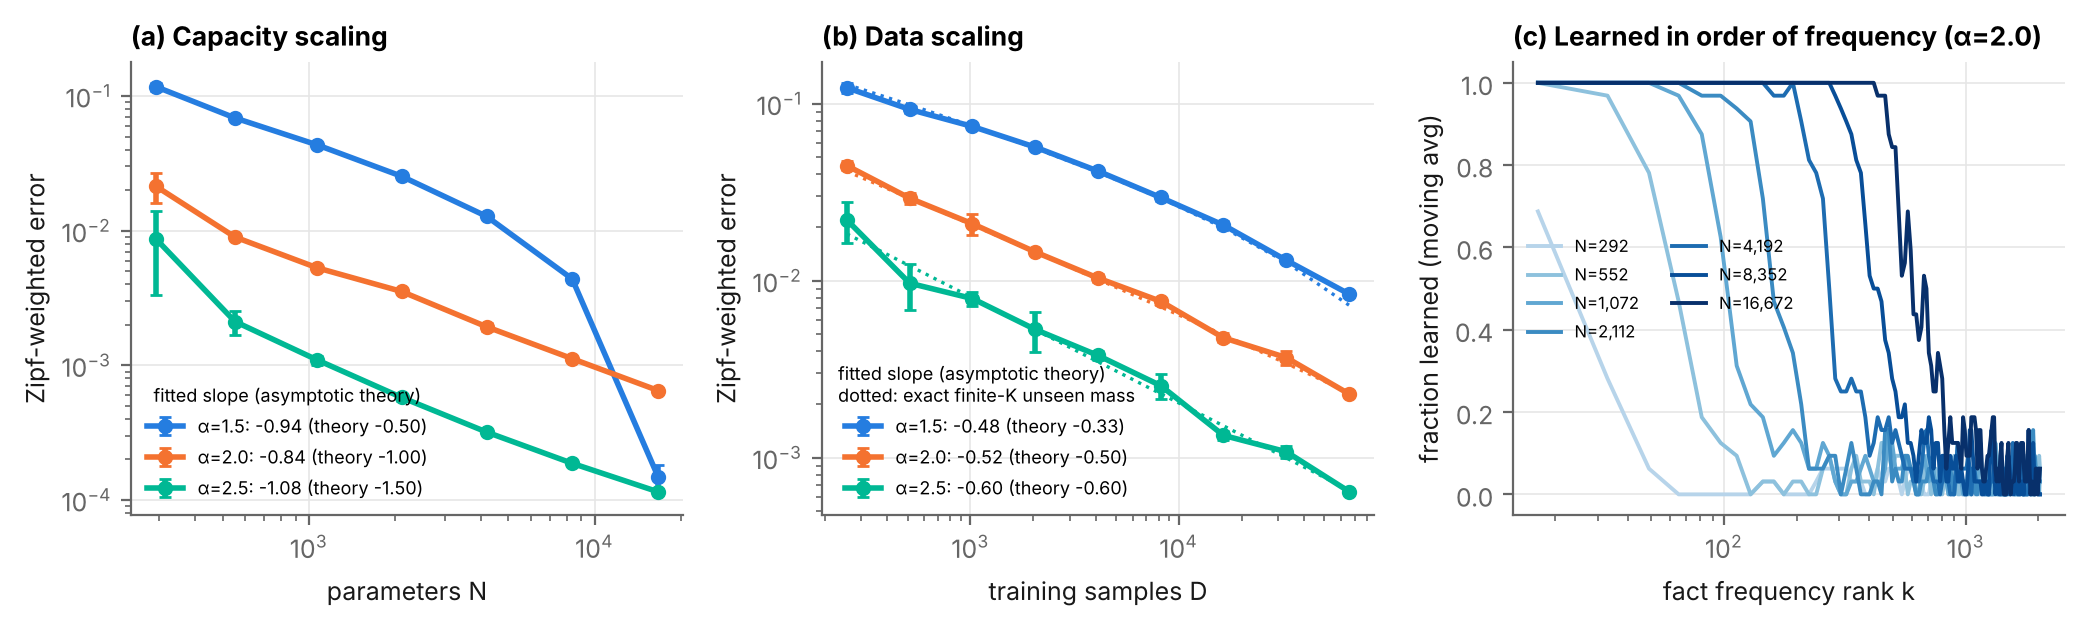 (a) Capacity scaling
Zipf-weighted error
10⁻¹
10⁻²
10⁻³
10⁻⁴
fitted slope (asymptotic theory)
α=1.5: -0.94 (theory -0.50)
α=2.0: -0.84 (theory -1.00)
α=2.5: -1.08 (theory -1.50)
10³
10⁴
parameters N
(b) Data scaling
Zipf-weighted error
10⁻¹
10⁻²
10⁻³
fitted slope (asymptotic theory)
dotted: exact finite-K unseen mass
α=1.5: -0.48 (theory -0.33)
α=2.0: -0.52 (theory -0.50)
α=2.5: -0.60 (theory -0.60)
10³
10⁴
training samples D
(c) Learned in order of frequency (α=2.0)
fraction learned (moving avg)
1.0
0.8
0.6
0.4
0.2
0.0
N=292
N=552
N=1,072
N=2,112
N=4,192
N=8,352
N=16,672
10²
10³
fact frequency rank k